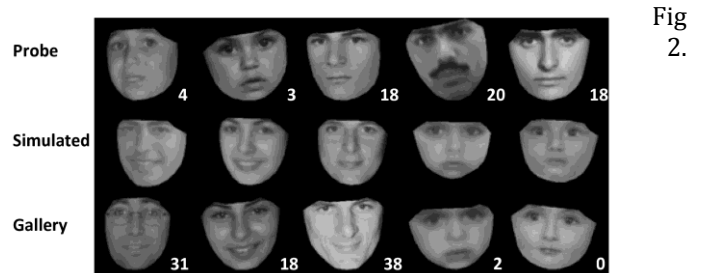 Fig
2.
Probe
4 3 18 20 18
Simulated
Gallery
31 18 38 2 0